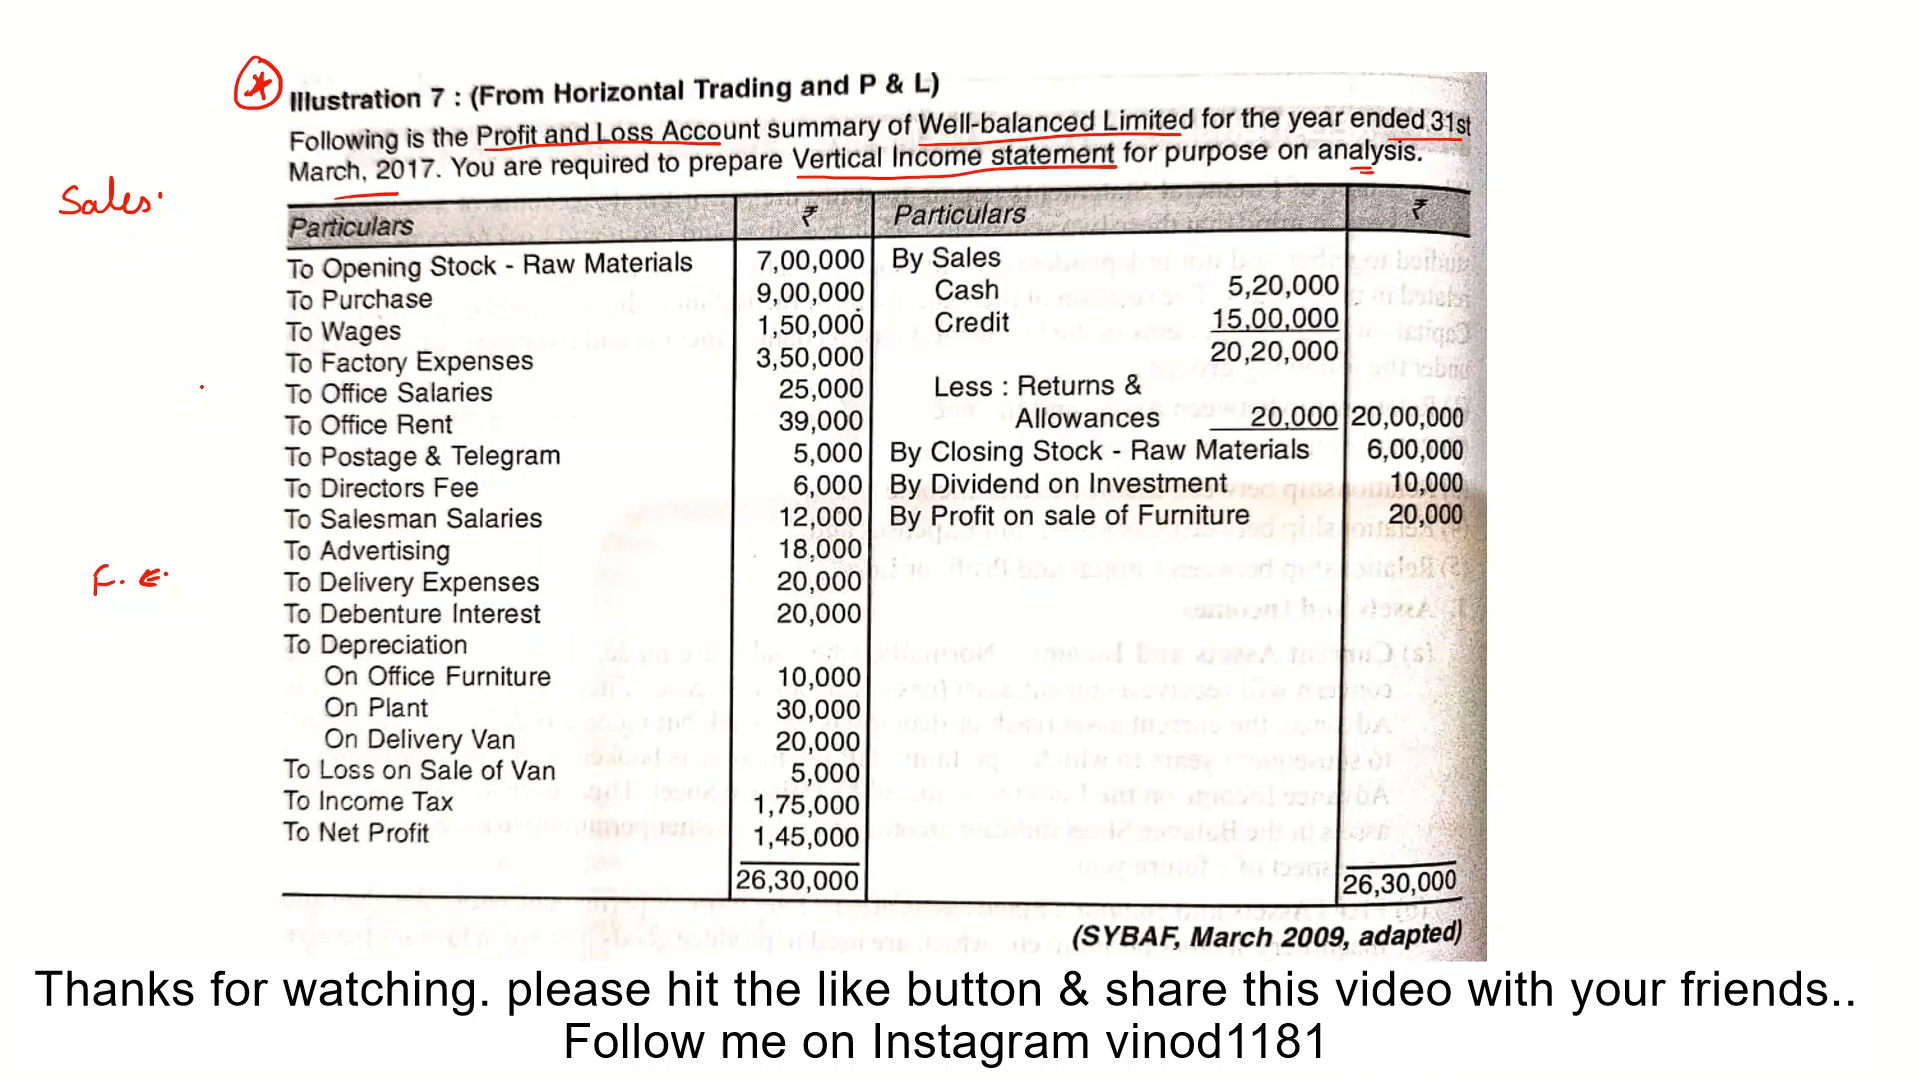 Illustration 7 : (From Horizontal Trading and P & L)
Following is the Profit and Loss Account summary of Well-balanced Limited for the year ended 31st
March, 2017. You are required to prepare Vertical Income statement for purpose on analysis.
Sales.
Particulars ₹ Particulars ₹
To Opening Stock - Raw Materials 7,00,000 By Sales
To Purchase 9,00,000 Cash 5,20,000
To Wages 1,50,000 Credit 15,00,000
To Factory Expenses 3,50,000 20,20,000
To Office Salaries 25,000 Less : Returns &
To Office Rent 39,000 Allowances 20,000 20,00,000
To Postage & Telegram 5,000 By Closing Stock - Raw Materials 6,00,000
To Directors Fee 6,000 By Dividend on Investment 10,000
To Salesman Salaries 12,000 By Profit on sale of Furniture 20,000
To Advertising 18,000
F. E.
To Delivery Expenses 20,000
To Debenture Interest 20,000
To Depreciation
On Office Furniture 10,000
On Plant 30,000
On Delivery Van 20,000
To Loss on Sale of Van 5,000
To Income Tax 1,75,000
To Net Profit 1,45,000
26,30,000 26,30,000
(SYBAF, March 2009, adapted)
Thanks for watching. please hit the like button & share this video with your friends..
Follow me on Instagram vinod1181